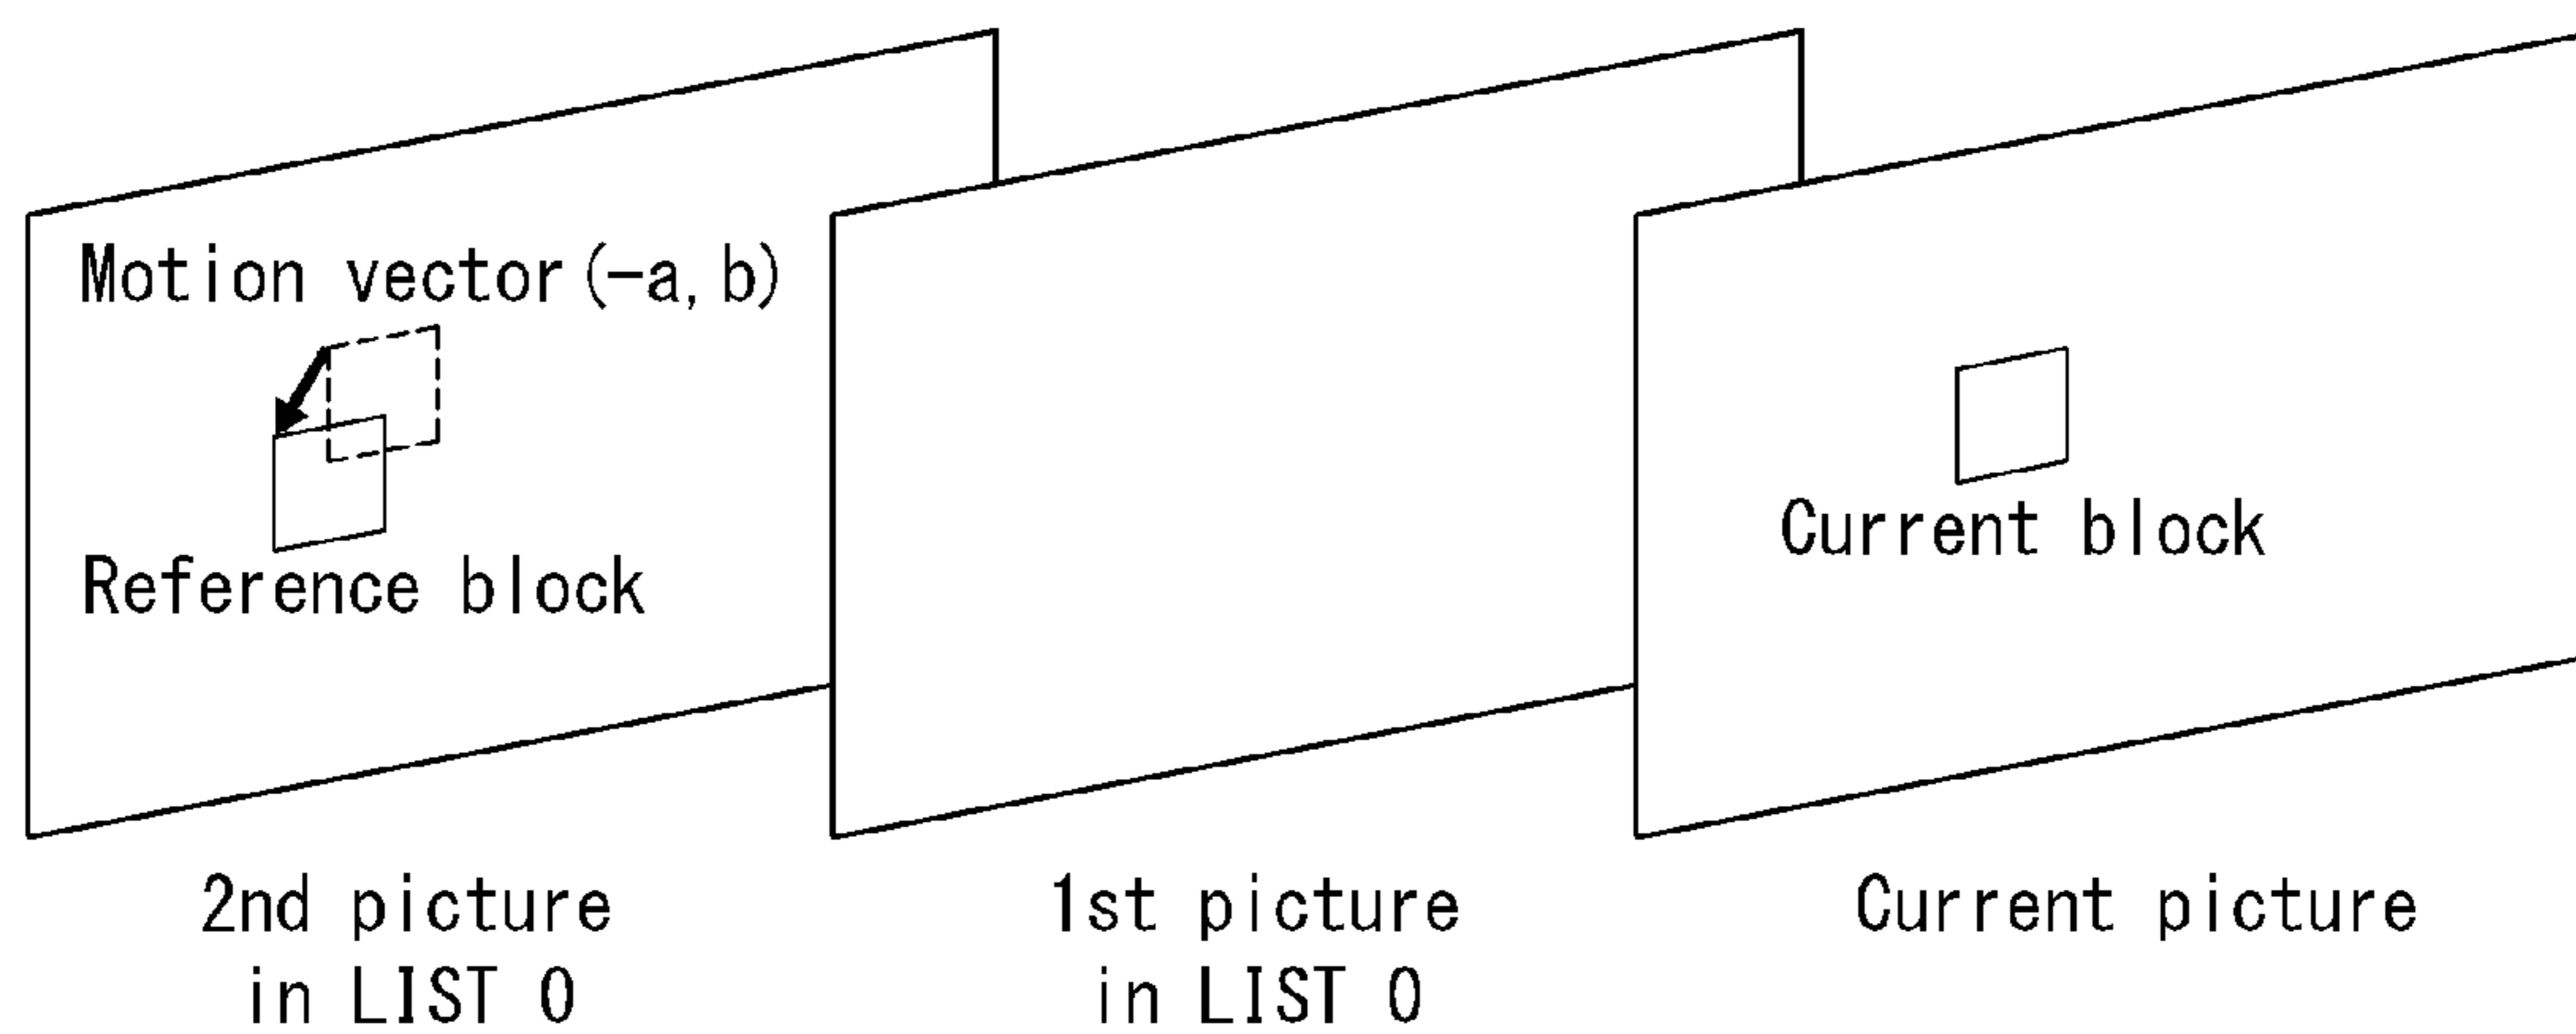 Motion vector(-a, b)
Reference block
Current block
2nd picture
in LIST 0
1st picture
in LIST 0
Current picture